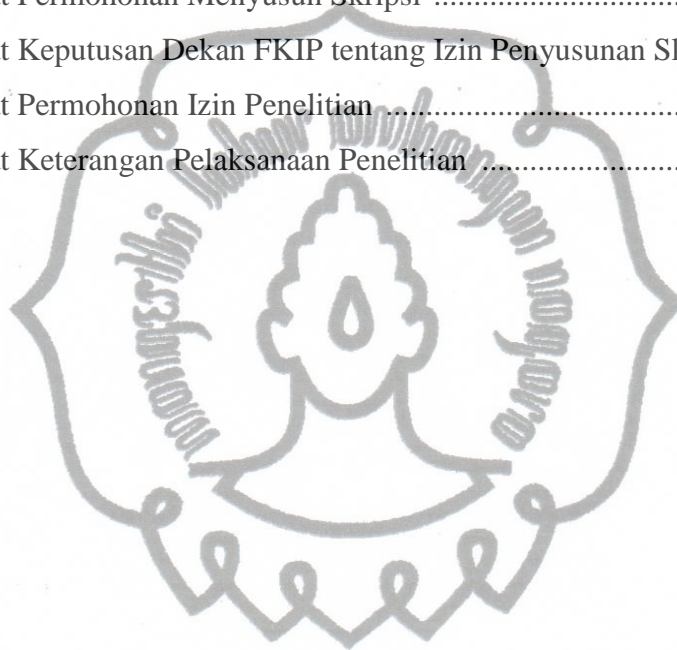 t Permohonan Menyusun Skripsi ..................................
t Keputusan Dekan FKIP tentang Izin Penyusunan Sk
t Permohonan Izin Penelitian ..........................................
t Keterangan Pelaksanaan Penelitian ............................